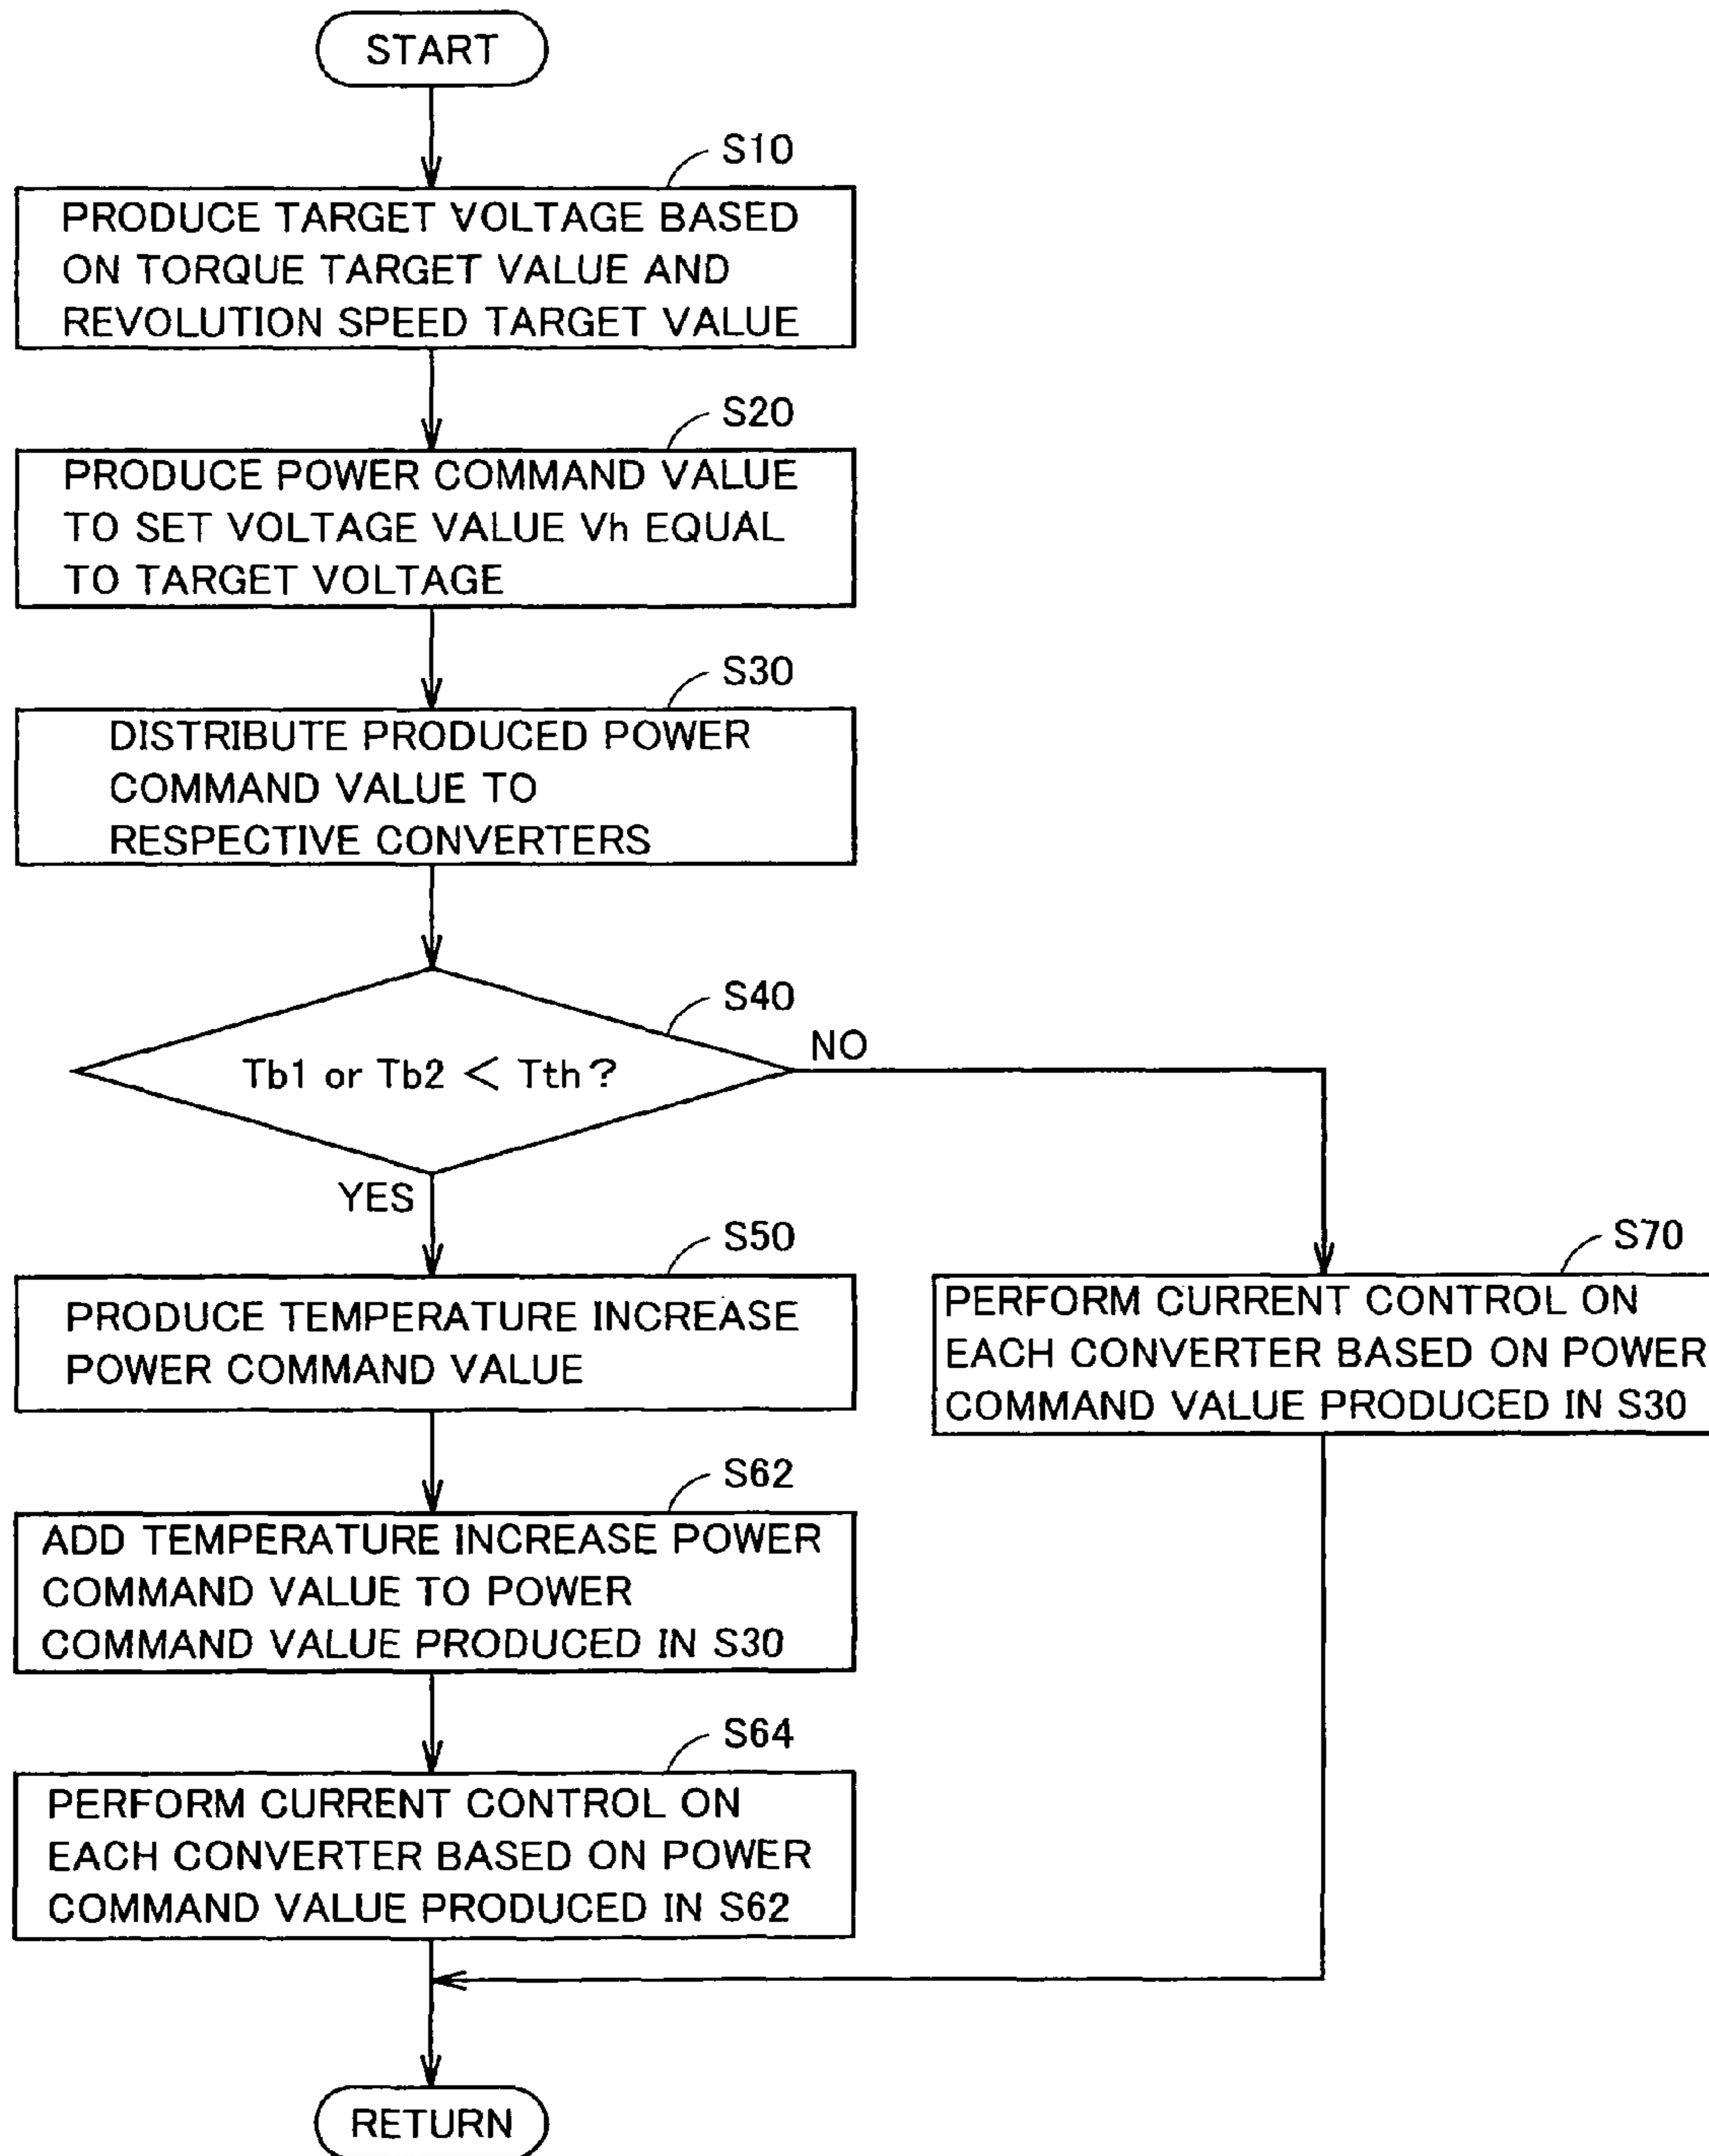 START
S10
PRODUCE TARGET VOLTAGE BASED
ON TORQUE TARGET VALUE AND
REVOLUTION SPEED TARGET VALUE
S20
PRODUCE POWER COMMAND VALUE
TO SET VOLTAGE VALUE Vh EQUAL
TO TARGET VOLTAGE
S30
DISTRIBUTE PRODUCED POWER
COMMAND VALUE TO
RESPECTIVE CONVERTERS
S40
Tb1 or Tb2 < Tth ?
NO
YES
S50
PRODUCE TEMPERATURE INCREASE
POWER COMMAND VALUE
S70
PERFORM CURRENT CONTROL ON
EACH CONVERTER BASED ON POWER
COMMAND VALUE PRODUCED IN S30
S62
ADD TEMPERATURE INCREASE POWER
COMMAND VALUE TO POWER
COMMAND VALUE PRODUCED IN S30
S64
PERFORM CURRENT CONTROL ON
EACH CONVERTER BASED ON POWER
COMMAND VALUE PRODUCED IN S62
RETURN